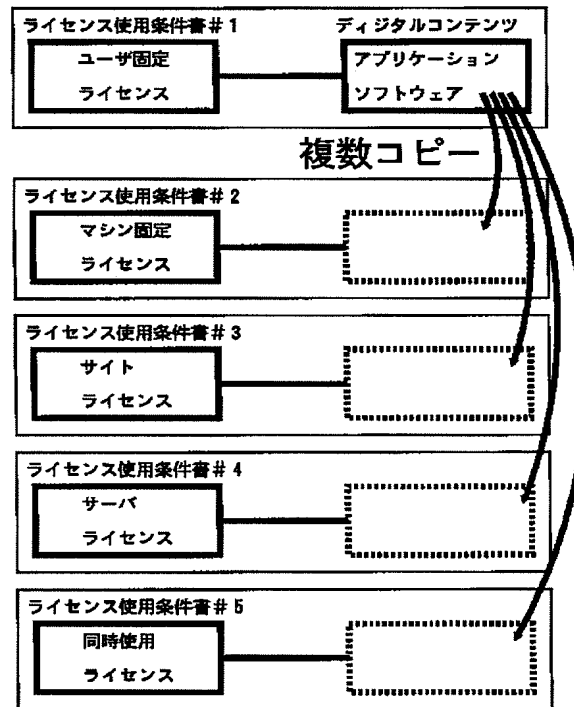 ライセンス使用条件書#1
ディジタルコンテンツ
ユーザ固定
ライセンス
アプリケーション
ソフトウェア
複数コピー
ライセンス使用条件書#2
マシン固定
ライセンス
ライセンス使用条件書#3
サイト
ライセンス
ライセンス使用条件書#4
サーバ
ライセンス
ライセンス使用条件書#5
同時使用
ライセンス